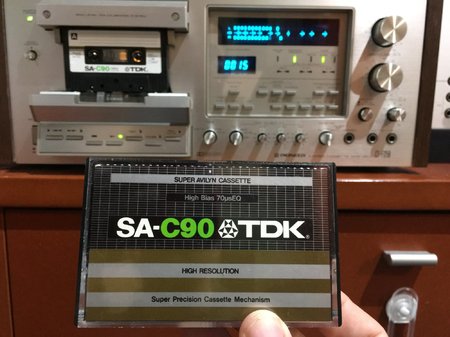 A
SA-C90 TDK
0015
PIONEER
SUPER AVILYN CASSETTE
High Bias 70µsEQ
SA-C90 TDK®
HIGH RESOLUTION
Super Precision Cassette Mechanism